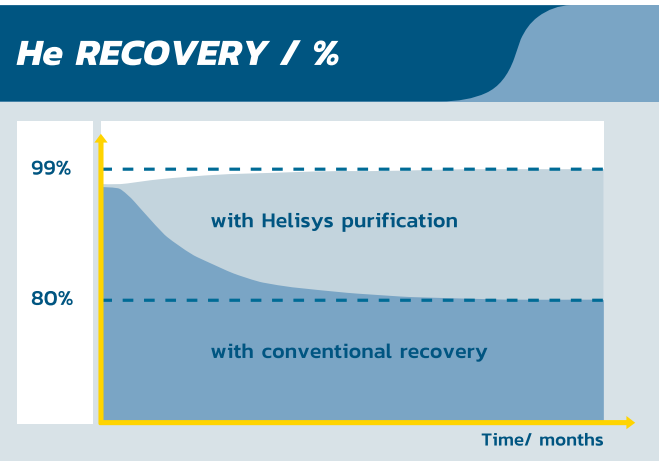 He RECOVERY / %
99%
with Helisys purification
80%
with conventional recovery
Time/ months